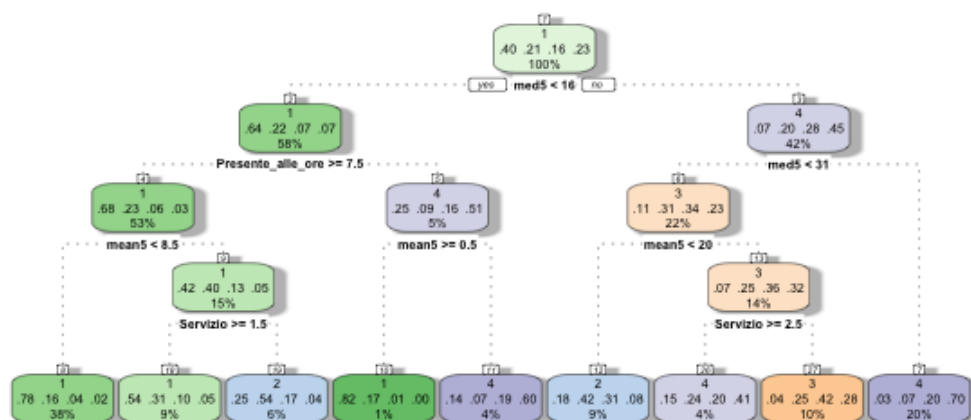 1
.40 .21 .16 .23
100%
yes med5 < 16 no
1
.64 .22 .07 .07
58%
4
.07 .20 .28 .45
42%
Presente_alle_ore >= 7.5
med5 < 31
1
.68 .23 .06 .03
53%
4
.25 .09 .16 .51
5%
3
.11 .31 .34 .23
22%
mean5 < 8.5
mean5 >= 0.5
mean5 < 20
1
.42 .40 .13 .05
15%
3
.07 .25 .36 .32
14%
Servizio >= 1.5
Servizio >= 2.5
1
.78 .16 .04 .02
38%
1
.54 .31 .10 .05
9%
2
.25 .54 .17 .04
6%
1
.82 .17 .01 .00
1%
4
.14 .07 .19 .60
4%
2
.18 .42 .31 .08
9%
4
.15 .24 .20 .41
4%
3
.04 .25 .42 .28
10%
4
.03 .07 .20 .70
20%